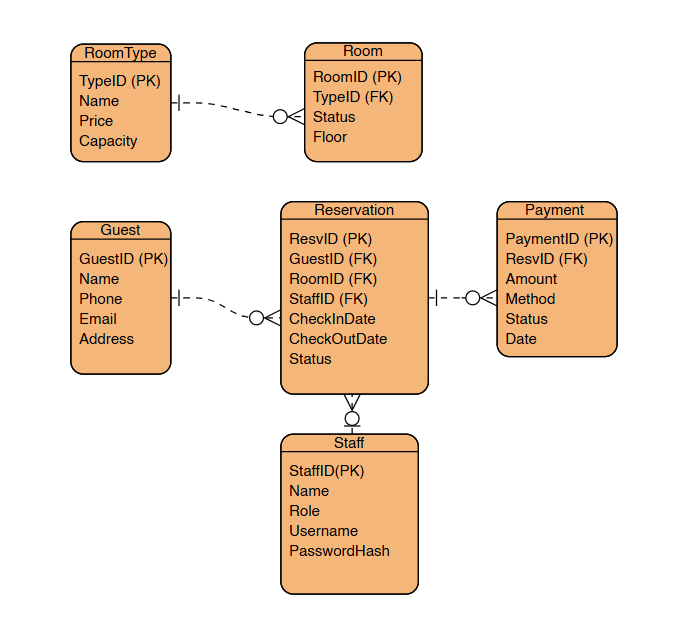 RoomType
TypeID (PK)
Name
Price
Capacity
Room
RoomID (PK)
TypeID (FK)
Status
Floor
Guest
GuestID (PK)
Name
Phone
Email
Address
Reservation
ResvID (PK)
GuestID (FK)
RoomID (FK)
StaffID (FK)
CheckInDate
CheckOutDate
Status
Payment
PaymentID (PK)
ResvID (FK)
Amount
Method
Status
Date
Staff
StaffID(PK)
Name
Role
Username
PasswordHash